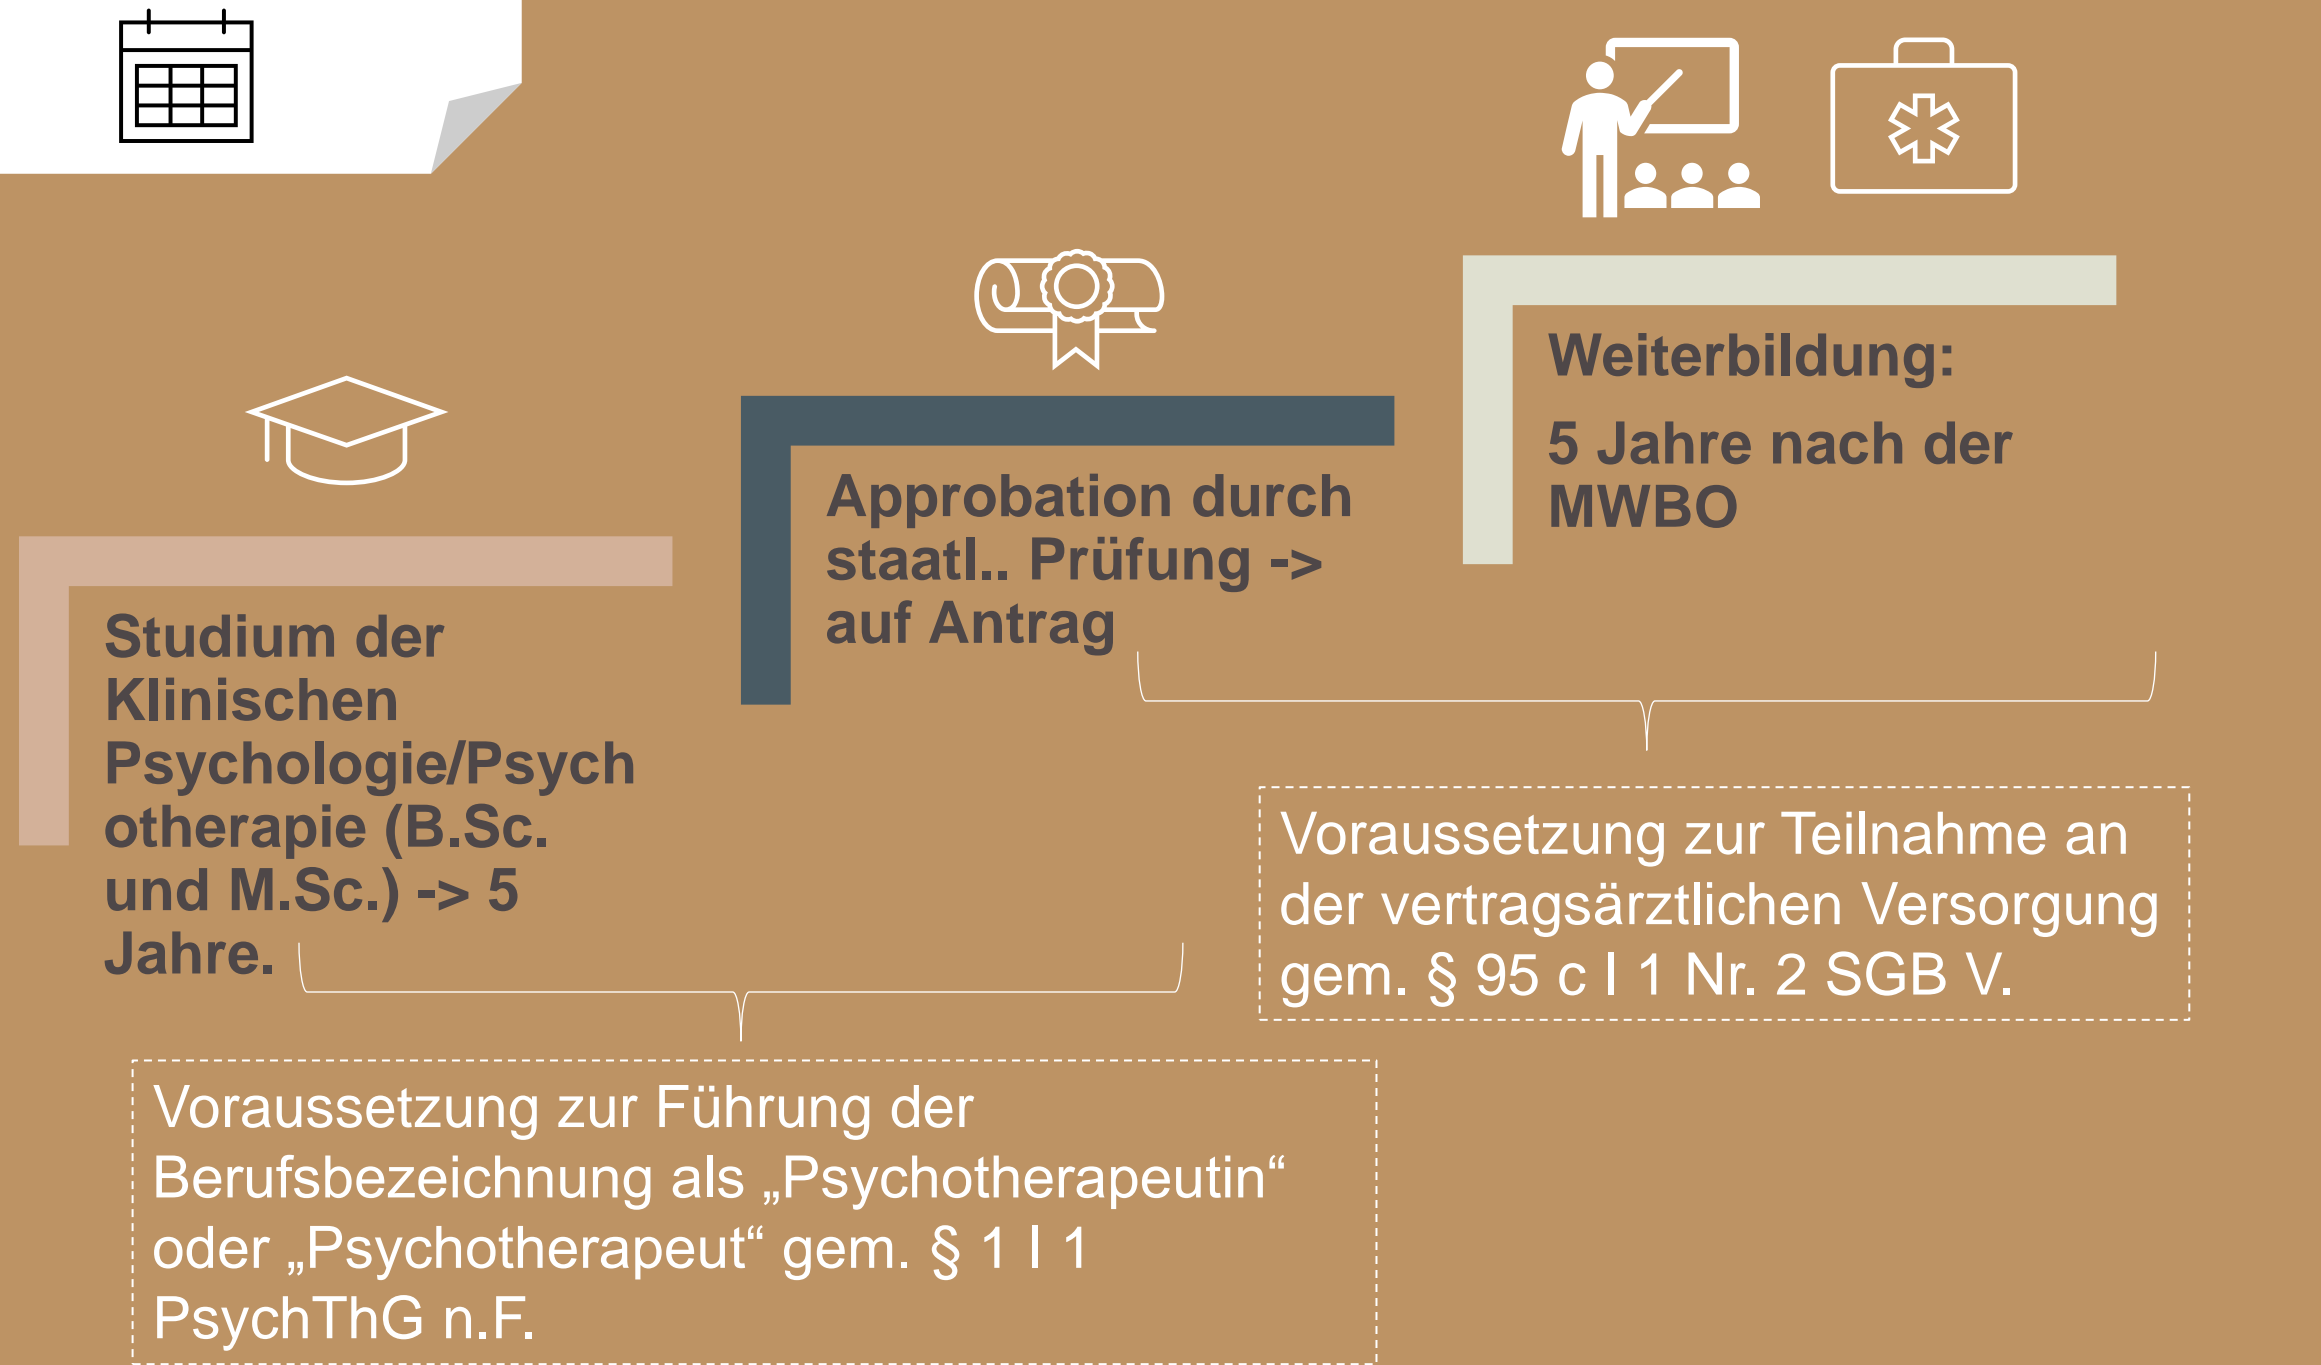 Studium der
Klinischen
Psychologie/Psych
otherapie (B.Sc.
und M.Sc.) -> 5
Jahre.
Approbation durch
staatl.. Prüfung ->
auf Antrag
Weiterbildung:
5 Jahre nach der
MWBO
Voraussetzung zur Führung der
Berufsbezeichnung als „Psychotherapeutin“
oder „Psychotherapeut“ gem. § 1 I 1
PsychThG n.F.
Voraussetzung zur Teilnahme an
der vertragsärztlichen Versorgung
gem. § 95 c I 1 Nr. 2 SGB V.